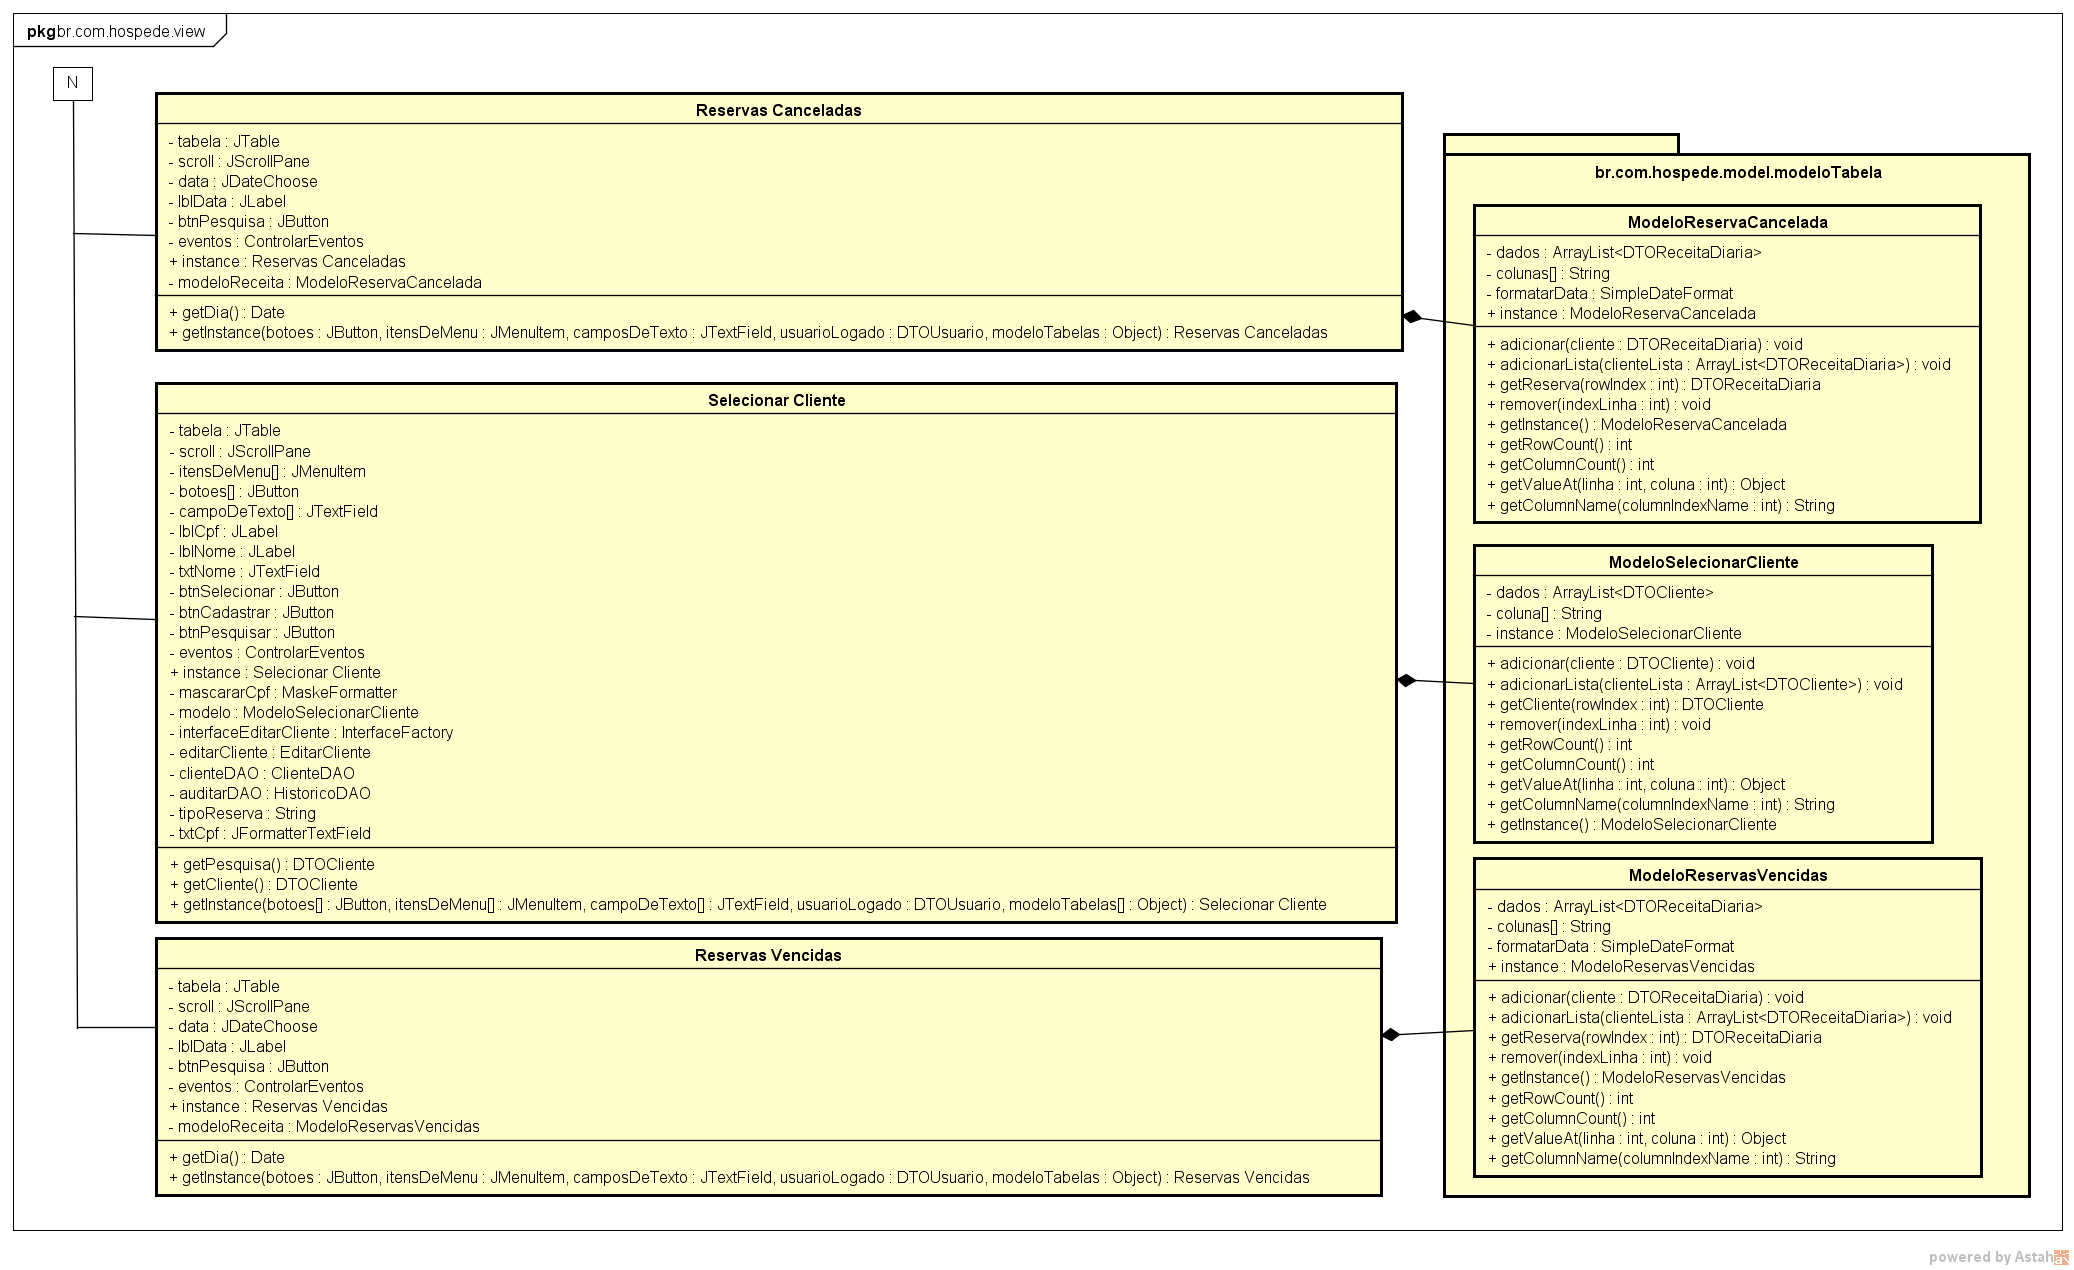 pkg br.com.hospede.view
N
Reservas Canceladas
- tabela : JTable
- scroll : JScrollPane
- data : JDateChoose
- lblData : JLabel
- btnPesquisa : JButton
- eventos : ControlarEventos
+ instance : Reservas Canceladas
- modeloReceita : ModeloReservaCancelada
+ getDia() : Date
+ getInstance(botoes : JButton, itensDeMenu : JMenuItem, camposDeTexto : JTextField, usuarioLogado : DTOUsuario, modeloTabelas : Object) : Reservas Canceladas
Selecionar Cliente
- tabela : JTable
- scroll : JScrollPane
- itensDeMenu[] : JMenuItem
- botoes[] : JButton
- campoDeTexto[] : JTextField
- lblCpf : JLabel
- lblNome : JLabel
- txtNome : JTextField
- btnSelecionar : JButton
- btnCadastrar : JButton
- btnPesquisar : JButton
- eventos : ControlarEventos
+ instance : Selecionar Cliente
- mascararCpf : MaskeFormatter
- modelo : ModeloSelecionarCliente
- interfaceEditarCliente : InterfaceFactory
- editarCliente : EditarCliente
- clienteDAO : ClienteDAO
- auditarDAO : HistoricoDAO
- tipoReserva : String
- txtCpf : JFormatterTextField
+ getPesquisa() : DTOCliente
+ getCliente() : DTOCliente
+ getInstance(botoes[] : JButton, itensDeMenu[] : JMenuItem, campoDeTexto[] : JTextField, usuarioLogado : DTOUsuario, modeloTabelas[] : Object) : Selecionar Cliente
Reservas Vencidas
- tabela : JTable
- scroll : JScrollPane
- data : JDateChoose
- lblData : JLabel
- btnPesquisa : JButton
- eventos : ControlarEventos
+ instance : Reservas Vencidas
- modeloReceita : ModeloReservasVencidas
+ getDia() : Date
+ getInstance(botoes : JButton, itensDeMenu : JMenuItem, camposDeTexto : JTextField, usuarioLogado : DTOUsuario, modeloTabelas : Object) : Reservas Vencidas
br.com.hospede.model.modeloTabela
ModeloReservaCancelada
- dados : ArrayList<DTOReceitaDiaria>
- colunas[] : String
- formatarData : SimpleDateFormat
+ instance : ModeloReservaCancelada
+ adicionar(cliente : DTOReceitaDiaria) : void
+ adicionarLista(clienteLista : ArrayList<DTOReceitaDiaria>) : void
+ getReserva(rowIndex : int) : DTOReceitaDiaria
+ remover(indexLinha : int) : void
+ getInstance() : ModeloReservaCancelada
+ getRowCount() : int
+ getColumnCount() : int
+ getValueAt(linha : int, coluna : int) : Object
+ getColumnName(columnIndexName : int) : String
ModeloSelecionarCliente
- dados : ArrayList<DTOCliente>
- coluna[] : String
- instance : ModeloSelecionarCliente
+ adicionar(cliente : DTOCliente) : void
+ adicionarLista(clienteLista : ArrayList<DTOCliente>) : void
+ getCliente(rowIndex : int) : DTOCliente
+ remover(indexLinha : int) : void
+ getRowCount() : int
+ getColumnCount() : int
+ getValueAt(linha : int, coluna : int) : Object
+ getColumnName(columnIndexName : int) : String
+ getInstance() : ModeloSelecionarCliente
ModeloReservasVencidas
- dados : ArrayList<DTOReceitaDiaria>
- colunas[] : String
- formatarData : SimpleDateFormat
+ instance : ModeloReservasVencidas
+ adicionar(cliente : DTOReceitaDiaria) : void
+ adicionarLista(clienteLista : ArrayList<DTOReceitaDiaria>) : void
+ getReserva(rowIndex : int) : DTOReceitaDiaria
+ remover(indexLinha : int) : void
+ getInstance() : ModeloReservasVencidas
+ getRowCount() : int
+ getColumnCount() : int
+ getValueAt(linha : int, coluna : int) : Object
+ getColumnName(columnIndexName : int) : String
powered by Astah